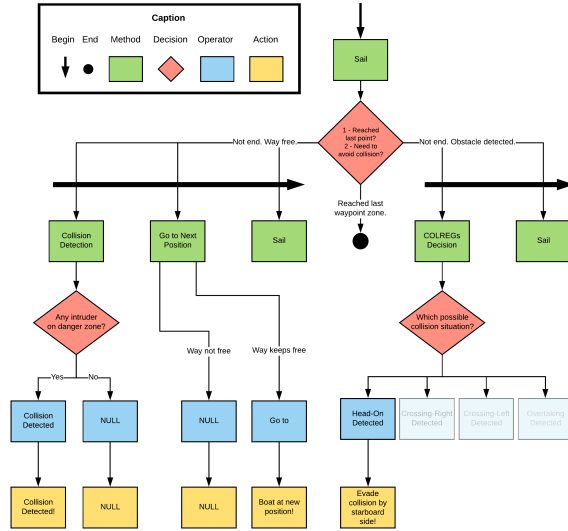 Caption
Begin End Method Decision Operator Action
Sail
1 - Reached
last point?
2 - Need to
avoid collision?
Not end. Way free.
Not end. Obstacle detected.
Reached last
waypoint zone.
Collision
Detection
Go to Next
Position
Sail
COLREGs
Decision
Sail
Any intruder
on danger zone?
Which possible
collision situation?
Way not free
Way keeps free
Yes
No
Collision
Detected
NULL
NULL
Go to
Head-On
Detected
Crossing-Right
Detected
Crossing-Left
Detected
Overtaking
Detected
Collision
Detected!
NULL
NULL
Boat at new
position!
Evade
collision by
starboard
side!